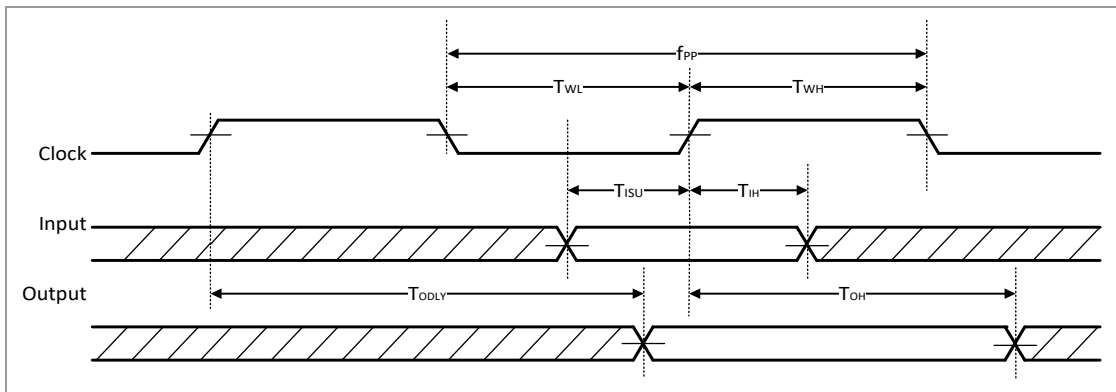 fPP
TWL TWH
Clock
TISU TIH
Input
Output
TODLY TOH